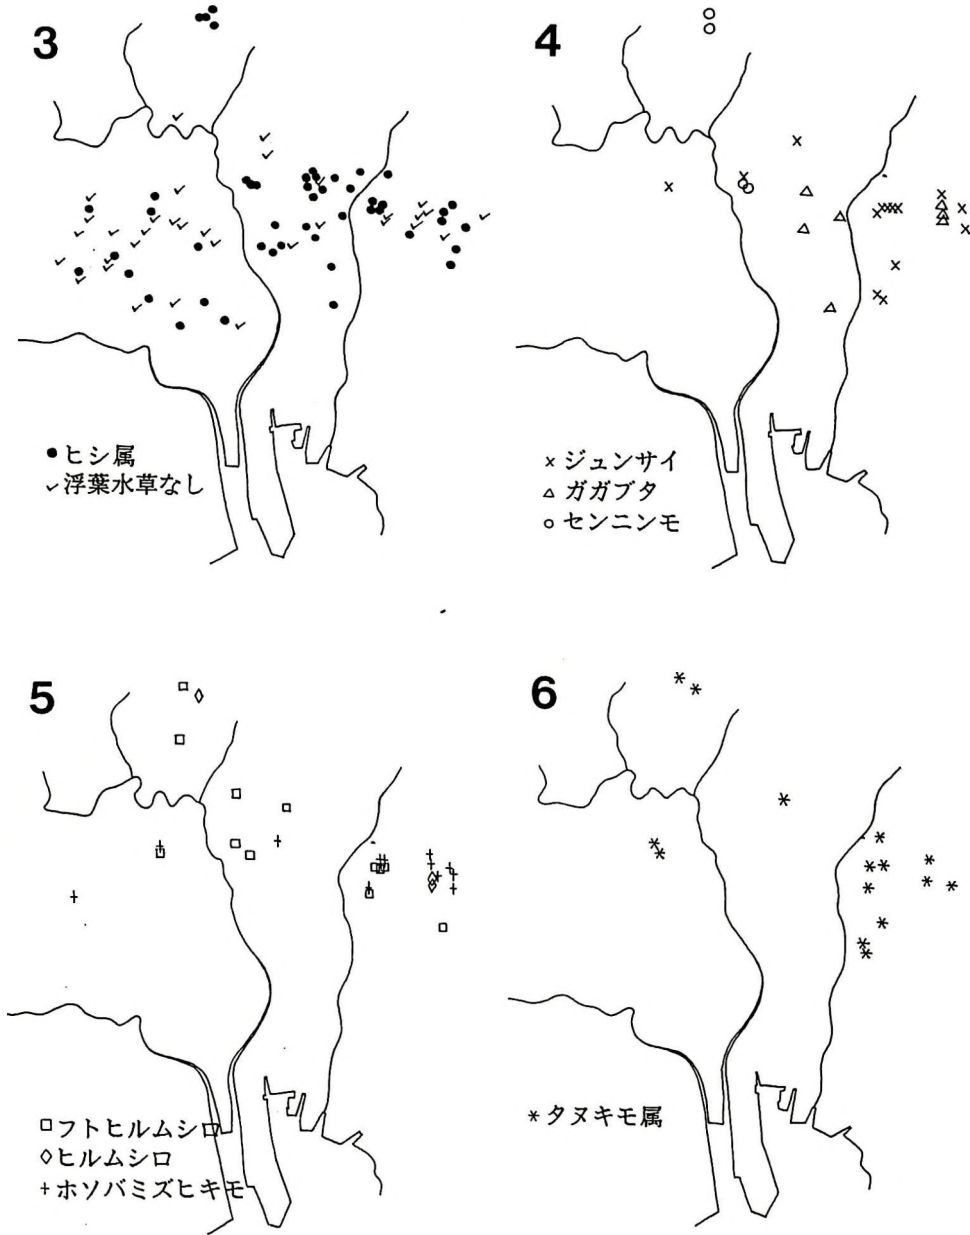 3
● ヒシ属
✓ 浮葉水草なし
4
× ジュンサイ
△ ガガブタ
○ センニンモ
5
□ フトヒルムシロ
◇ ヒルムシロ
+ ホソバミズヒキモ
6
* タヌキモ属